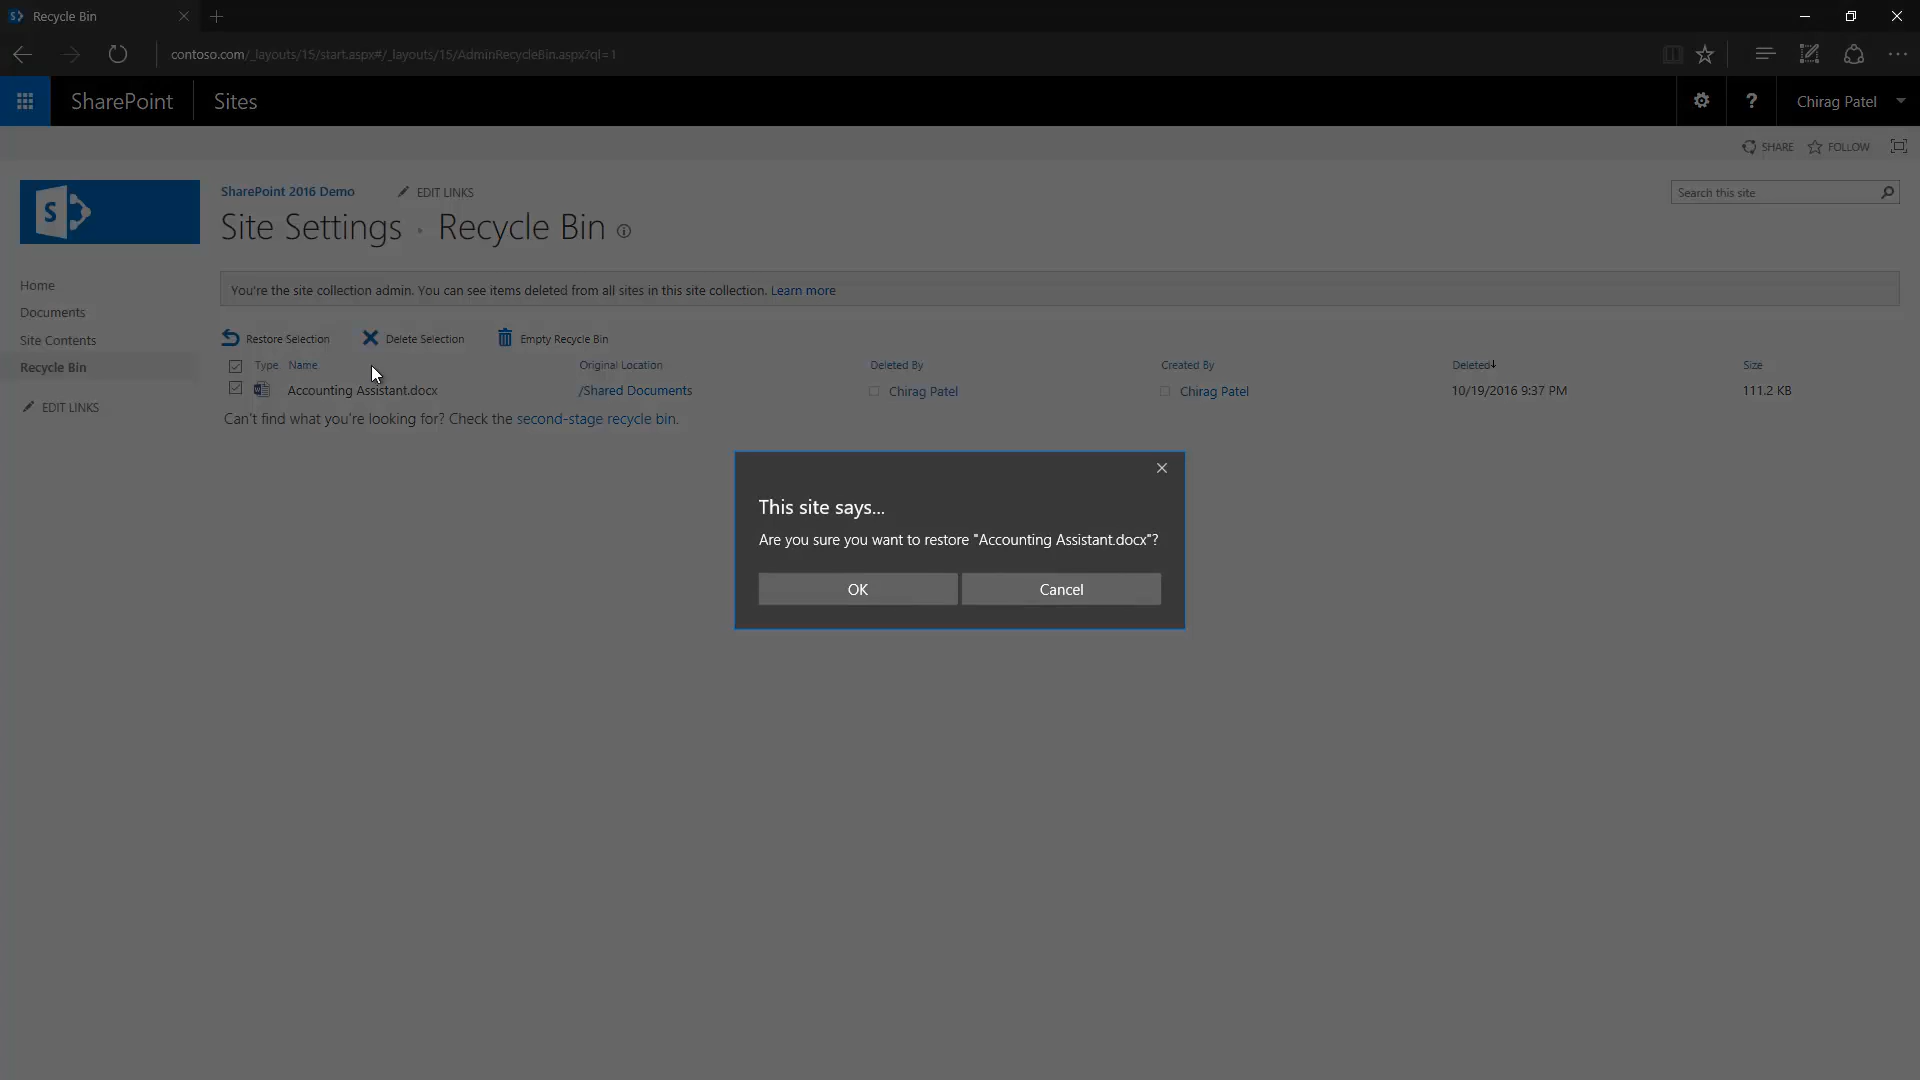 Recycle Bin
contoso.com/_layouts/15/start.aspx#/_layouts/15/AdminRecycleBin.aspx?ql=1
SharePoint Sites ? Chirag Patel
SHARE FOLLOW
S SharePoint 2016 Demo EDIT LINKS Search this site
Site Settings · Recycle Bin
Home
Documents
Site Contents
Recycle Bin
EDIT LINKS
You're the site collection admin. You can see items deleted from all sites in this site collection. Learn more
Restore Selection Delete Selection Empty Recycle Bin
Type Name Original Location Deleted By Created By Deleted↓ Size
Accounting Assistant.docx /Shared Documents Chirag Patel Chirag Patel 10/19/2016 9:37 PM 111.2 KB
Can't find what you're looking for? Check the second-stage recycle bin.
This site says...
Are you sure you want to restore "Accounting Assistant.docx"?
OK Cancel